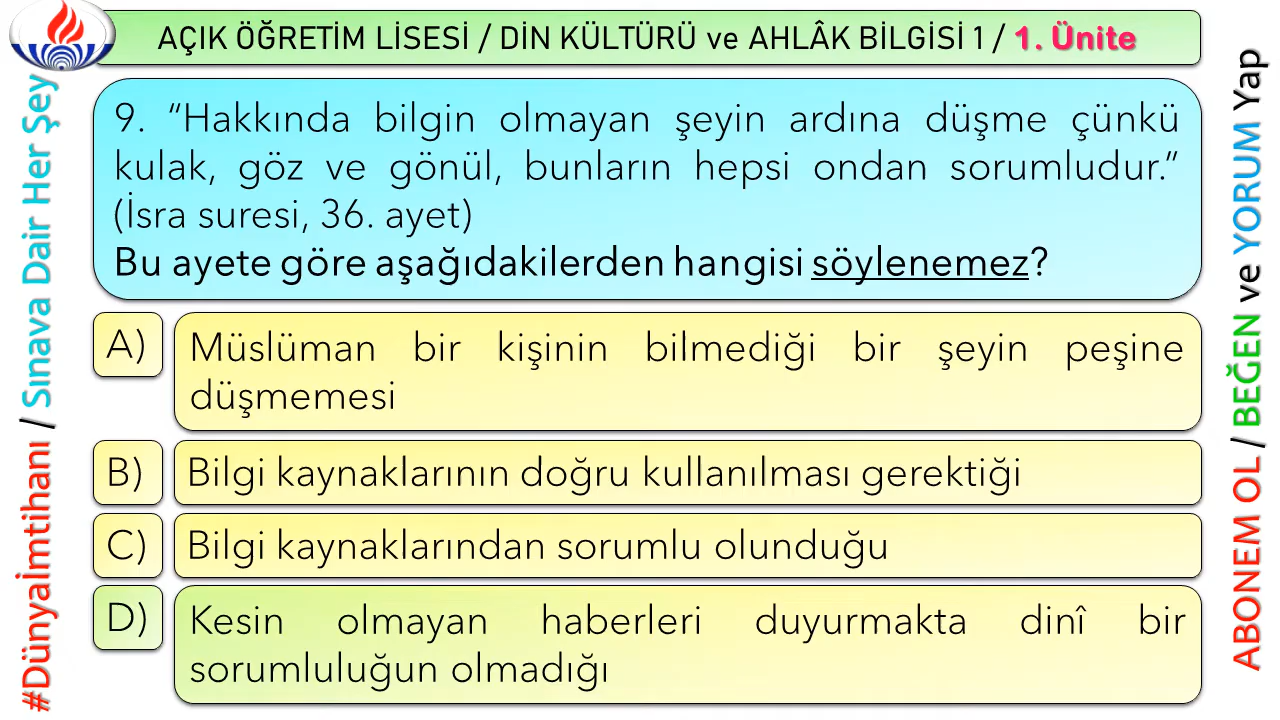 AÇIK ÖĞRETİM LİSESİ / DİN KÜLTÜRÜ ve AHLÂK BİLGİSİ 1 / 1. Ünite
9. “Hakkında bilgin olmayan şeyin ardına düşme çünkü
kulak, göz ve gönül, bunların hepsi ondan sorumludur.”
(İsra suresi, 36. ayet)
Bu ayete göre aşağıdakilerden hangisi söylenemez?
A) Müslüman bir kişinin bilmediği bir şeyin peşine
düşmemesi
B) Bilgi kaynaklarının doğru kullanılması gerektiği
C) Bilgi kaynaklarından sorumlu olunduğu
D) Kesin olmayan haberleri duyurmakta dinî bir
sorumluluğun olmadığı
#Dünyaİmtihanı / Sınava Dair Her Şey
ABONEM OL / BEĞEN ve YORUM Yap